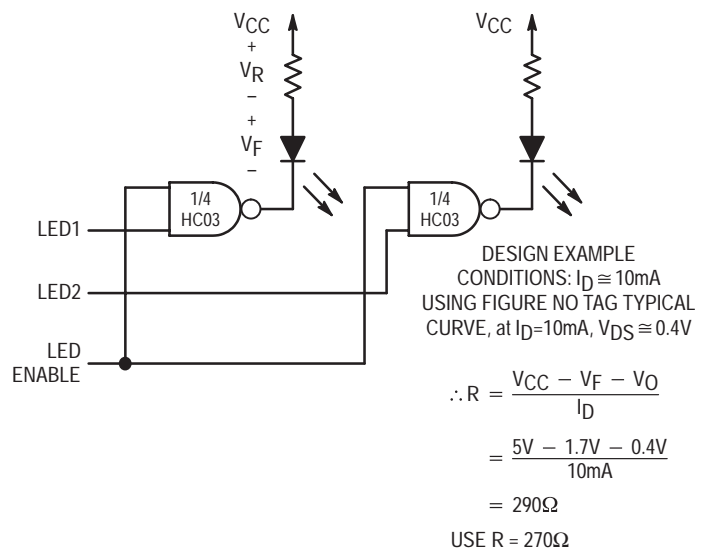 VCC
+
VR
−
+
VF
−
VCC
1/4
HC03
1/4
HC03
LED1
LED2
LED
ENABLE
DESIGN EXAMPLE
CONDITIONS: ID ≅ 10mA
USING FIGURE NO TAG TYPICAL
CURVE, at ID=10mA, VDS ≅ 0.4V
∴ R = VCC − VF − VO
ID
= 5V − 1.7V − 0.4V
10mA
= 290Ω
USE R = 270Ω